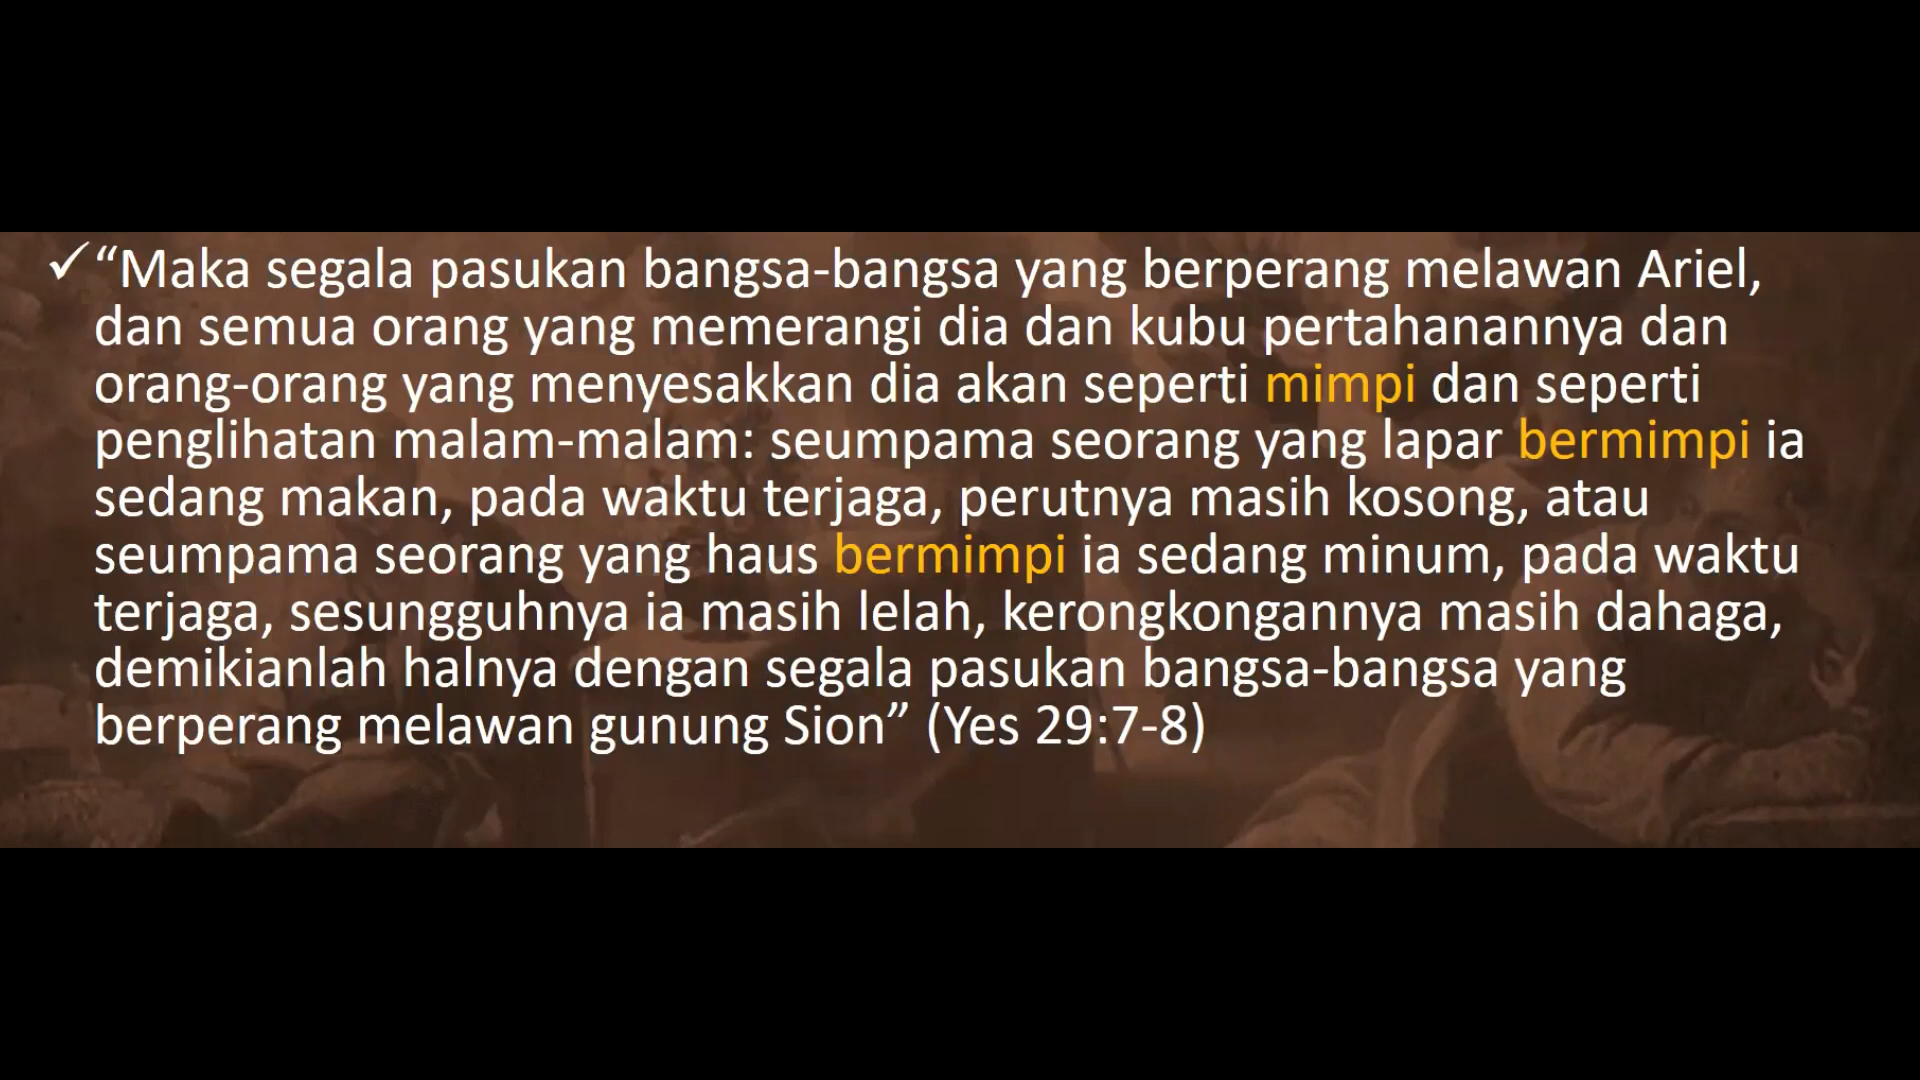 ✓“Maka segala pasukan bangsa-bangsa yang berperang melawan Ariel,
dan semua orang yang memerangi dia dan kubu pertahanannya dan
orang-orang yang menyesakkan dia akan seperti mimpi dan seperti
penglihatan malam-malam: seumpama seorang yang lapar bermimpi ia
sedang makan, pada waktu terjaga, perutnya masih kosong, atau
seumpama seorang yang haus bermimpi ia sedang minum, pada waktu
terjaga, sesungguhnya ia masih lelah, kerongkongannya masih dahaga,
demikianlah halnya dengan segala pasukan bangsa-bangsa yang
berperang melawan gunung Sion” (Yes 29:7-8)